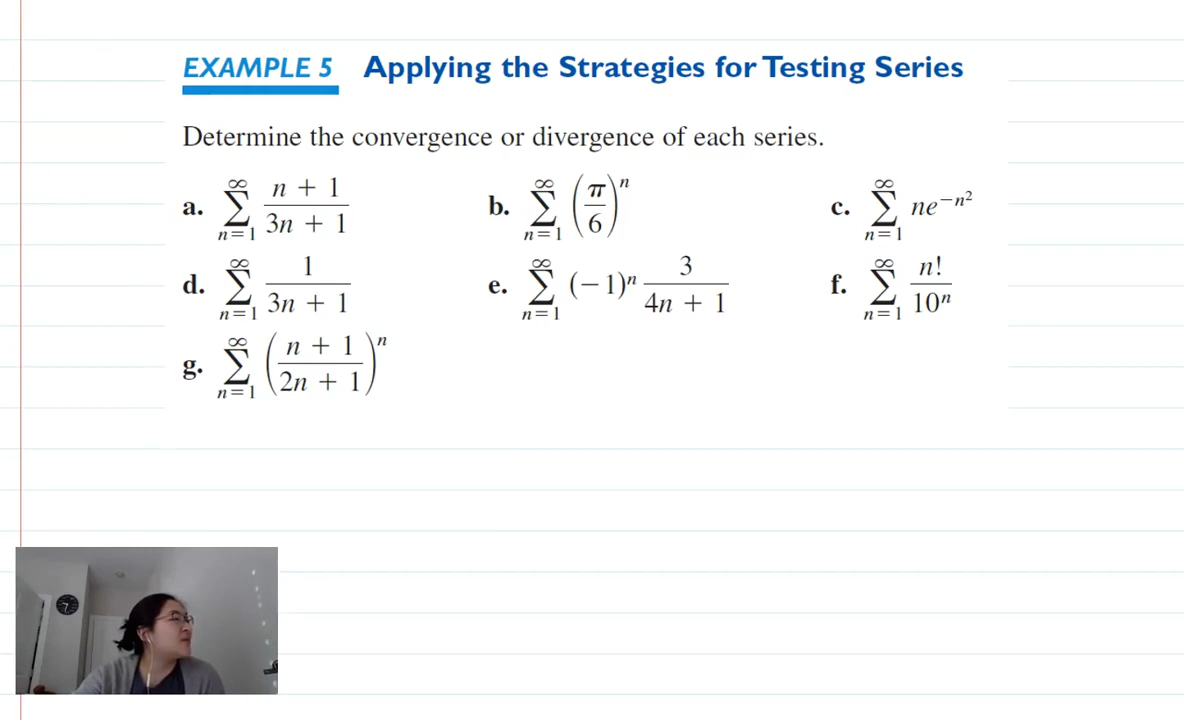 EXAMPLE 5 Applying the Strategies for Testing Series
Determine the convergence or divergence of each series.
a. ∑_{n=1}^{∞} (n + 1)/(3n + 1) b. ∑_{n=1}^{∞} (π/6)^n c. ∑_{n=1}^{∞} ne^{−n²}
d. ∑_{n=1}^{∞} 1/(3n + 1) e. ∑_{n=1}^{∞} (−1)^n 3/(4n + 1) f. ∑_{n=1}^{∞} n!/10^n
g. ∑_{n=1}^{∞} ((n + 1)/(2n + 1))^n